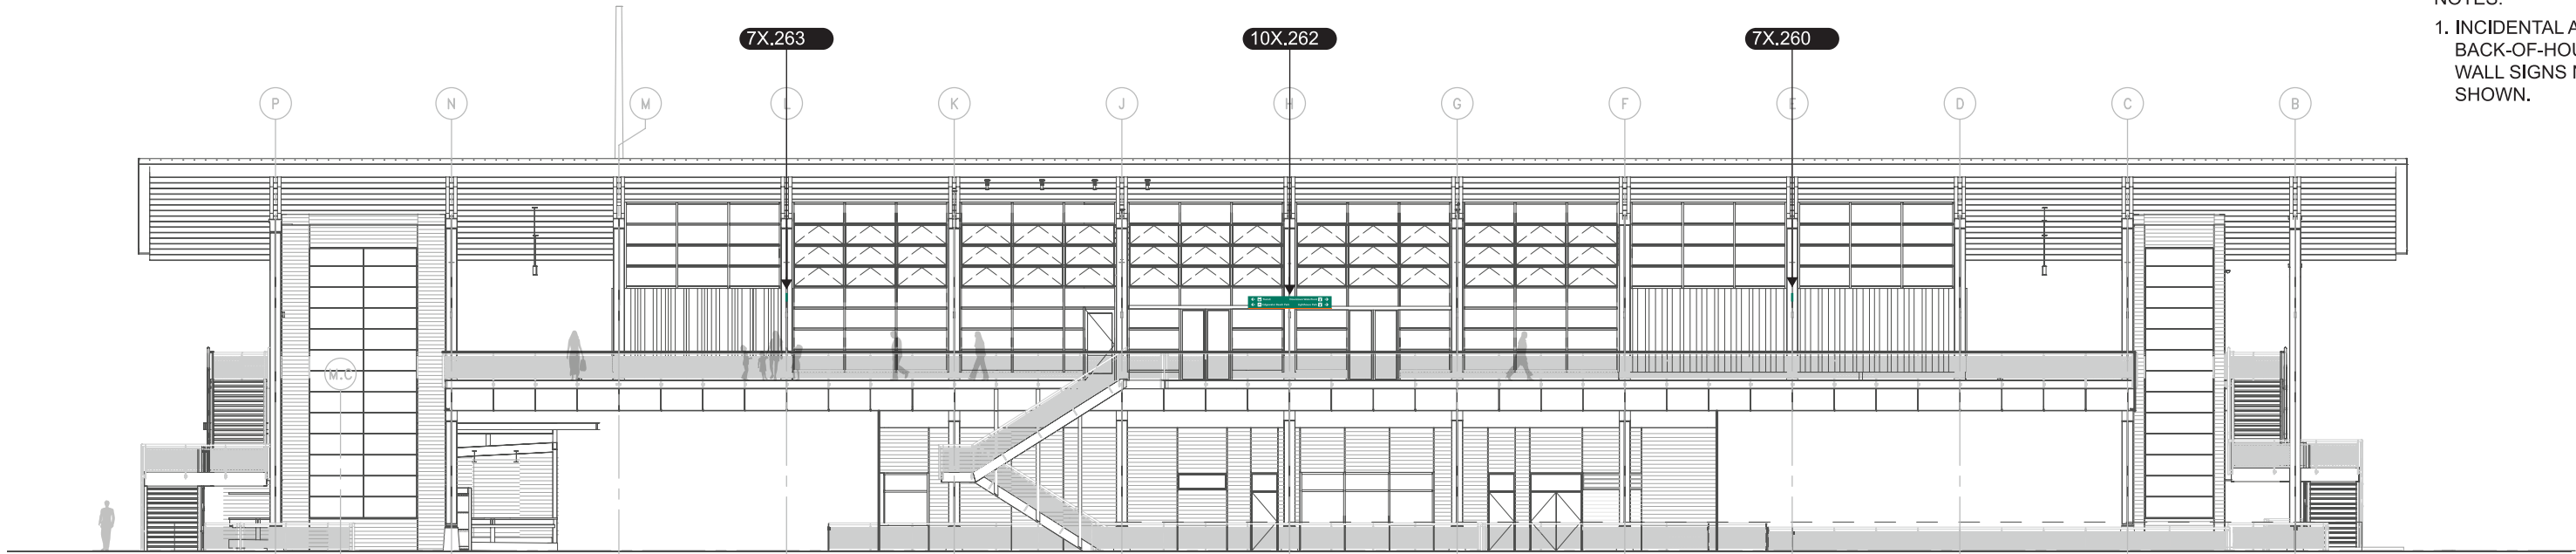 NOTES:
1. INCIDENTAL A
BACK-OF-HOU
WALL SIGNS
SHOWN.
7X.263
10X.262
7X.260
P
N
M
L
K
J
H
G
F
E
D
C
B
M.C